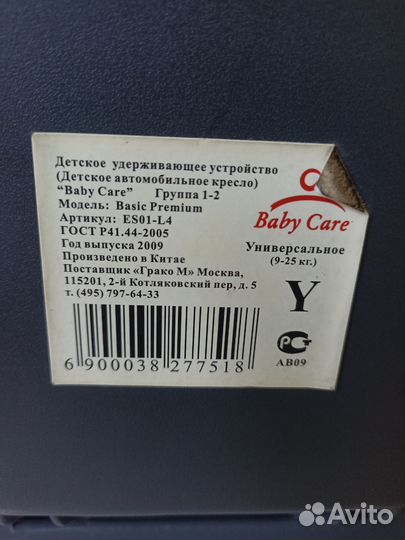 Детское удерживающее устройство
(Детское автомобильное кресло)
“Baby Care” Группа 1-2
Модель: Basic Premium
Артикул: ES01-L4
ГОСТ Р41.44-2005
Год выпуска 2009
Произведено в Китае
Поставщик «Грако М» Москва,
115201, 2-й Котляковский пер, д. 5
т. (495) 797-64-33
6 900038 277518
Baby Care
Универсальное
(9-25 кг.)
Y
РСТ
АВ09
Avito